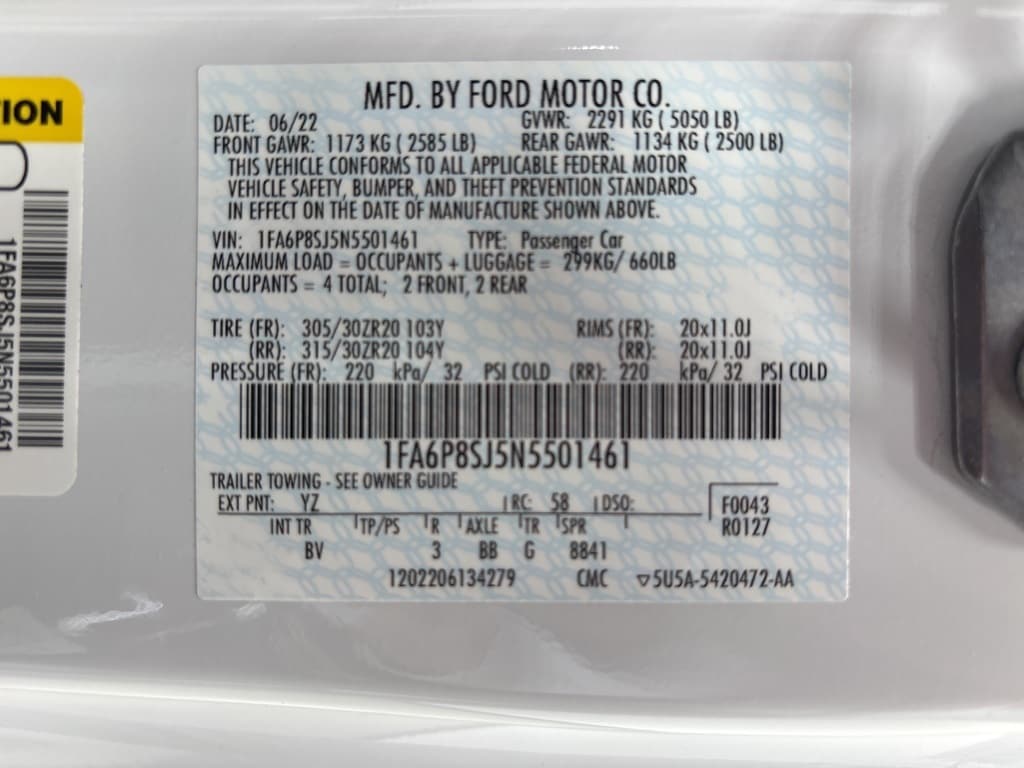 TION
1FA6P8SJ5N5501461
MFD. BY FORD MOTOR CO.
DATE: 06/22 GVWR: 2291 KG ( 5050 LB)
FRONT GAWR: 1173 KG ( 2585 LB) REAR GAWR: 1134 KG ( 2500 LB)
THIS VEHICLE CONFORMS TO ALL APPLICABLE FEDERAL MOTOR
VEHICLE SAFETY, BUMPER, AND THEFT PREVENTION STANDARDS
IN EFFECT ON THE DATE OF MANUFACTURE SHOWN ABOVE.
VIN: 1FA6P8SJ5N5501461 TYPE: Passenger Car
MAXIMUM LOAD = OCCUPANTS + LUGGAGE = 299KG/ 660LB
OCCUPANTS = 4 TOTAL; 2 FRONT, 2 REAR
TIRE (FR): 305/30ZR20 103Y RIMS (FR): 20x11.0J
(RR): 315/30ZR20 104Y (RR): 20x11.0J
PRESSURE (FR): 220 kPa/ 32 PSI COLD (RR): 220 kPa/ 32 PSI COLD
1FA6P8SJ5N5501461
TRAILER TOWING - SEE OWNER GUIDE
EXT PNT: YZ RC: 58 DSO: F0043
INT TR TP/PS R AXLE TR SPR R0127
BV 3 BB G 8841
1202206134279 CMC ▽5U5A-5420472-AA